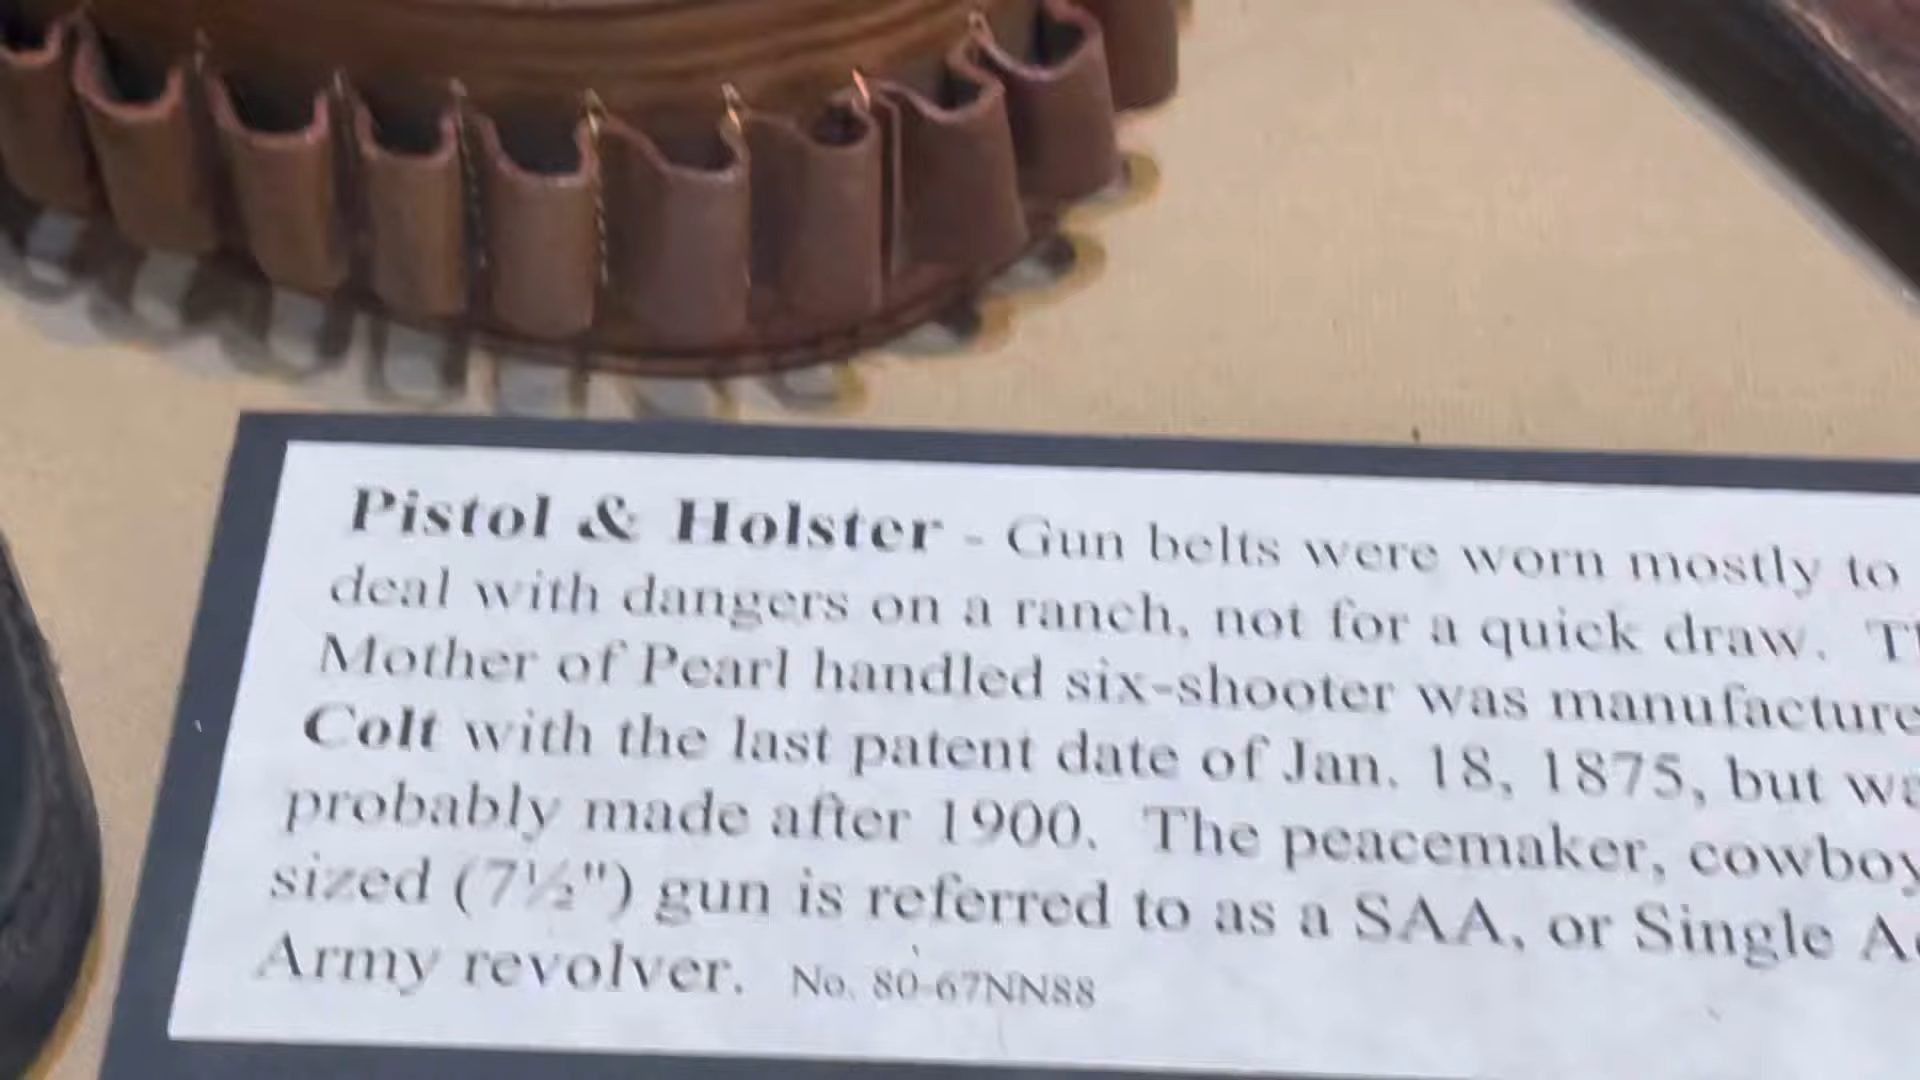 Pistol & Holster - Gun belts were worn mostly to
deal with dangers on a ranch, not for a quick draw.
Mother of Pearl handled six-shooter was
Colt with the last patent date of Jan. 18, 1875, but
probably made after 1900. The peacemaker, cowboy
sized (7½") gun is referred to as a SAA, or Single
Army revolver. No. 80-67NN88